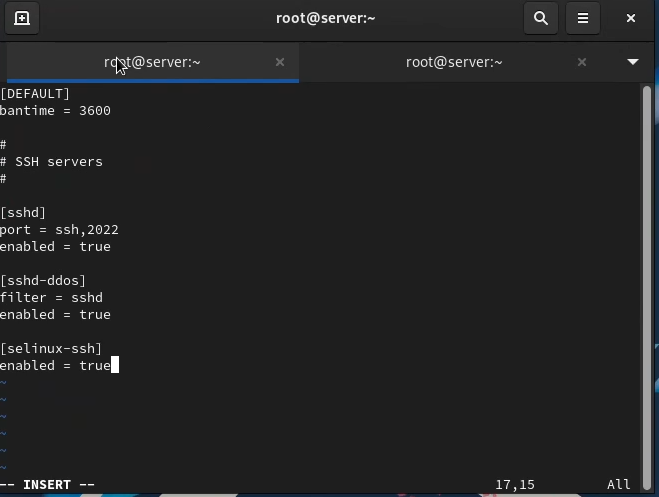 root@server:~
root@server:~
root@server:~
[DEFAULT]
bantime = 3600
#
# SSH servers
#
[sshd]
port = ssh,2022
enabled = true
[sshd-ddos]
filter = sshd
enabled = true
[selinux-ssh]
enabled = true
~
~
~
~
~
~
-- INSERT -- 17,15 All